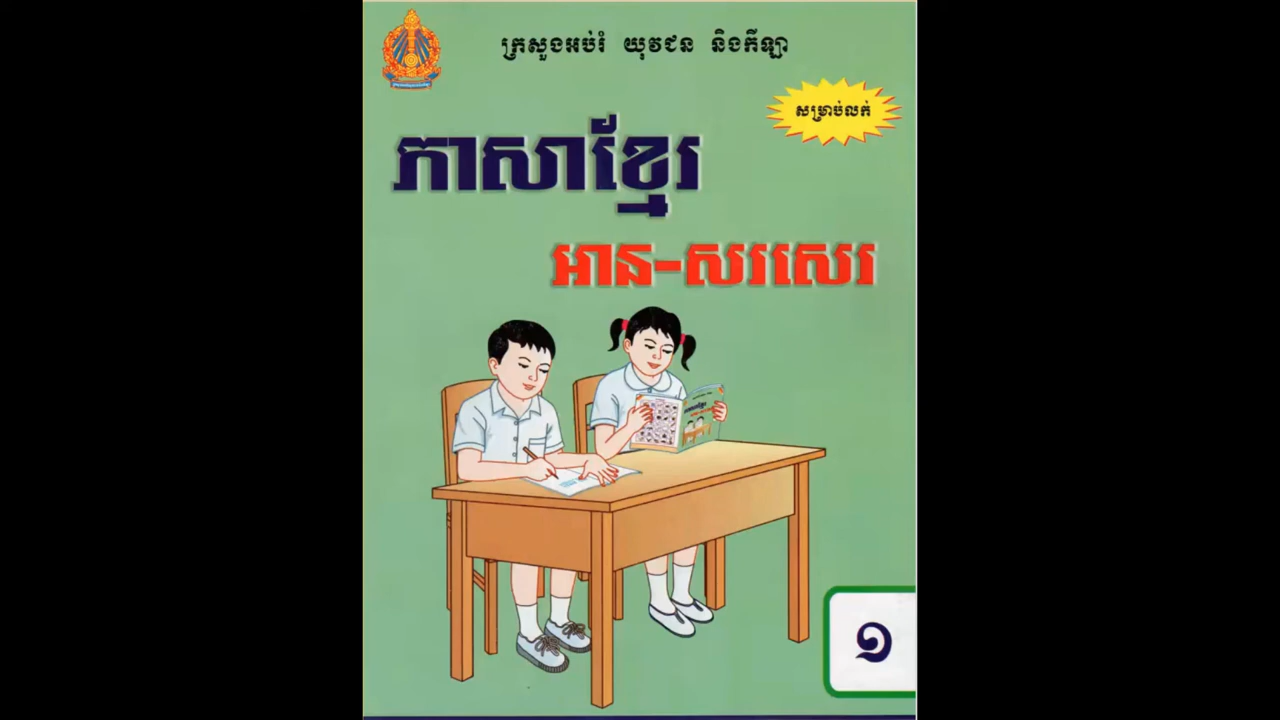 ក្រសួងអប់រំ យុវជន និងកីឡា
សម្រាប់លក់
ភាសាខ្មែរ
អាន-សរសេរ
១